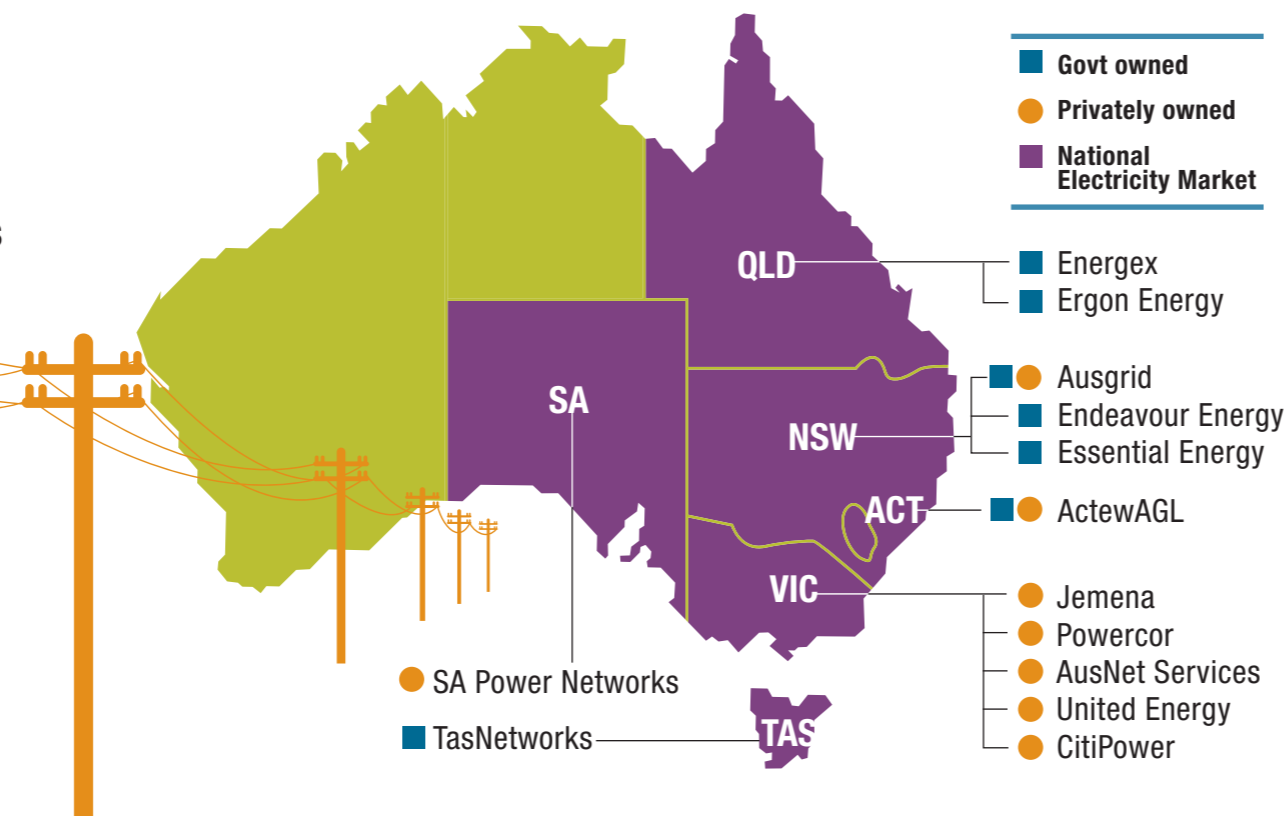 s
Govt owned
Privately owned
National
Electricity Market
QLD
Energex
Ergon Energy
SA
NSW
Ausgrid
Endeavour Energy
Essential Energy
ACT
ActewAGL
VIC
Jemena
Powercor
AusNet Services
United Energy
CitiPower
SA Power Networks
TasNetworks
TAS